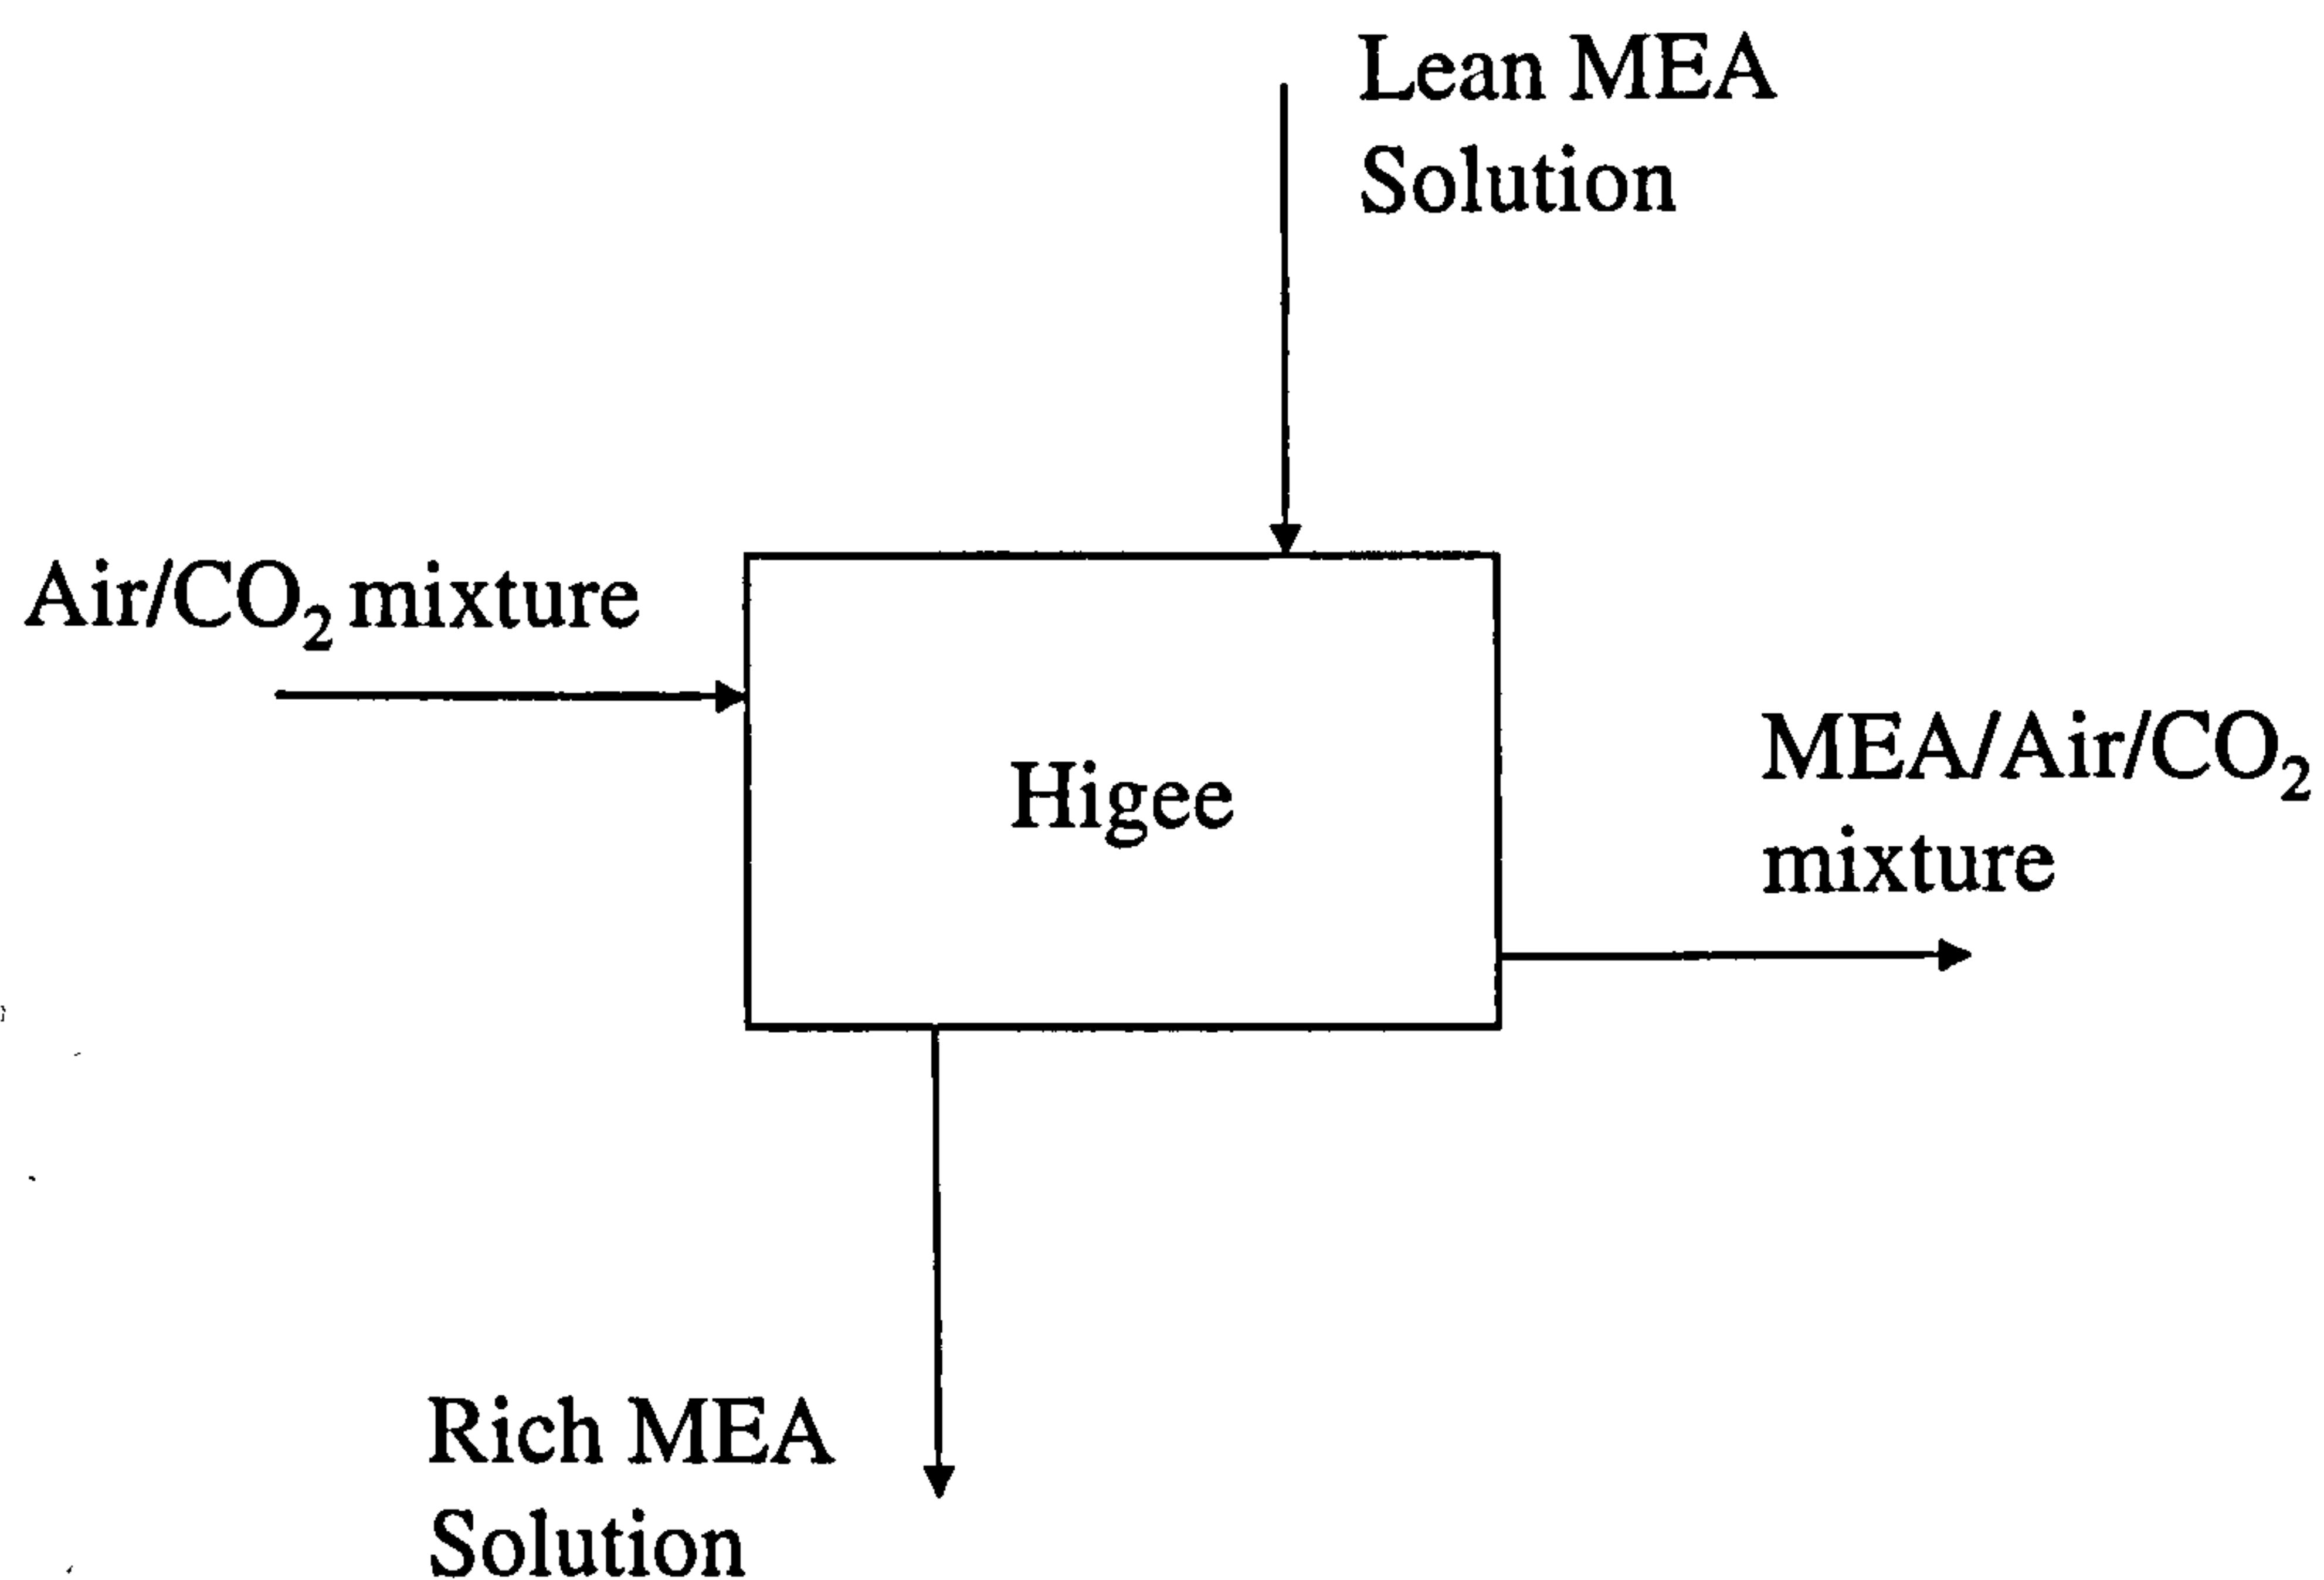 Lean MEA
Solution
Air/CO₂ mixture
Higee
MEA/Air/CO₂
mixture
Rich MEA
Solution